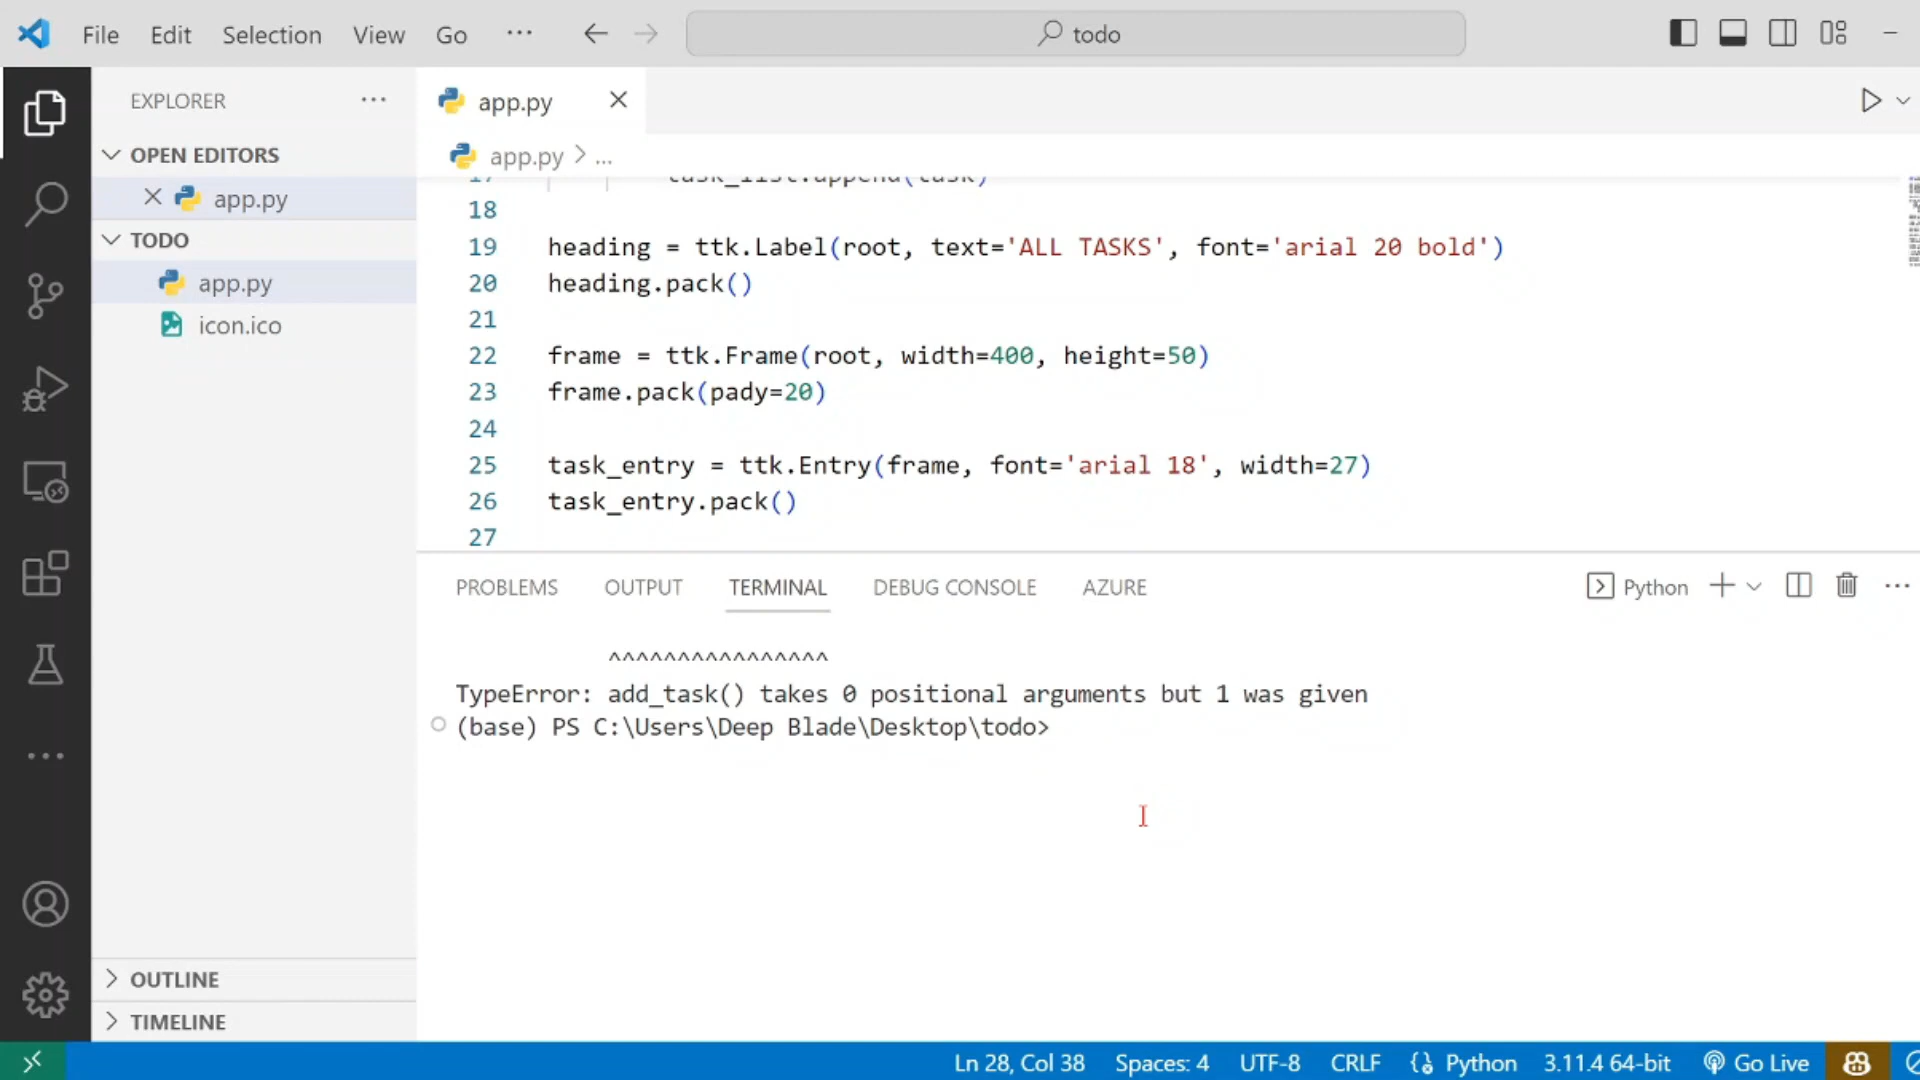 File Edit Selection View Go ···
todo
EXPLORER ···
OPEN EDITORS
app.py
TODO
app.py
icon.ico
OUTLINE
TIMELINE
app.py
app.py > ...
17 task_list.append(task)
18
19 heading = ttk.Label(root, text='ALL TASKS', font='arial 20 bold')
20 heading.pack()
21
22 frame = ttk.Frame(root, width=400, height=50)
23 frame.pack(pady=20)
24
25 task_entry = ttk.Entry(frame, font='arial 18', width=27)
26 task_entry.pack()
27
PROBLEMS OUTPUT TERMINAL DEBUG CONSOLE AZURE
Python
^^^^^^^^^^^^^^^^
TypeError: add_task() takes 0 positional arguments but 1 was given
(base) PS C:\Users\Deep Blade\Desktop\todo>
Ln 28, Col 38 Spaces: 4 UTF-8 CRLF Python 3.11.4 64-bit Go Live